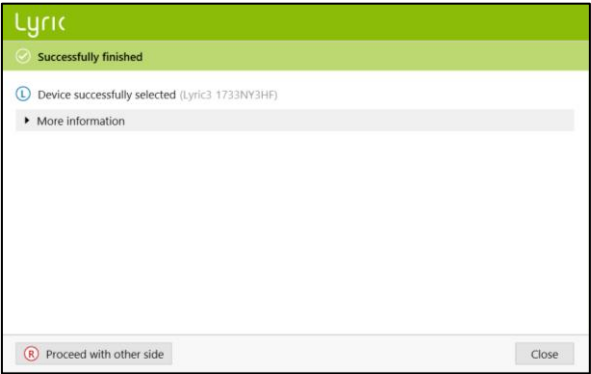 Lyric
Successfully finished
L Device successfully selected (Lyric3 1733NY3HF)
More information
R Proceed with other side
Close